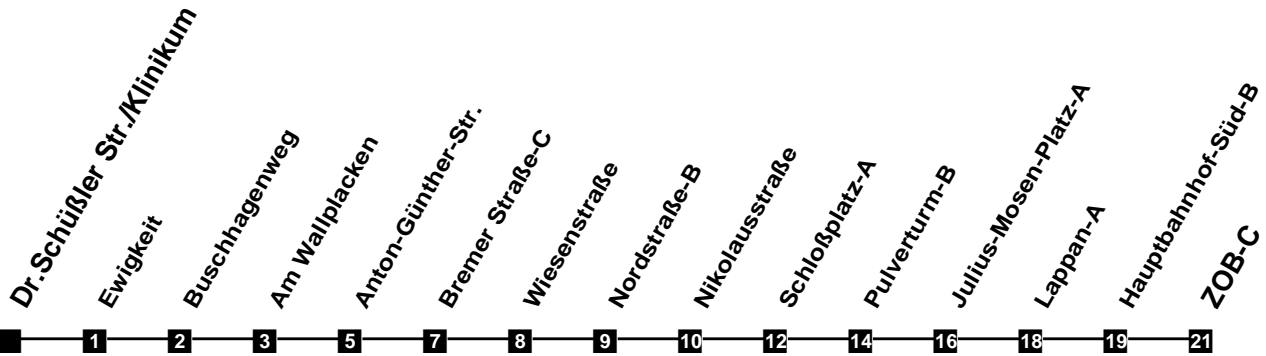 Dr.Schüßler Str./Klinikum
Ewigkeit
Buschhagenweg
Am Wallplacken
Anton-Günther-Str.
Bremer Straße-C
Wiesenstraße
Nordstraße-B
Nikolausstraße
Schloßplatz-A
Pulverturm-B
Julius-Mosen-Platz-A
Lappan-A
Hauptbahnhof-Süd-B
ZOB-C
1 2 3 5 7 8 9 10 12 14 16 18 19 21